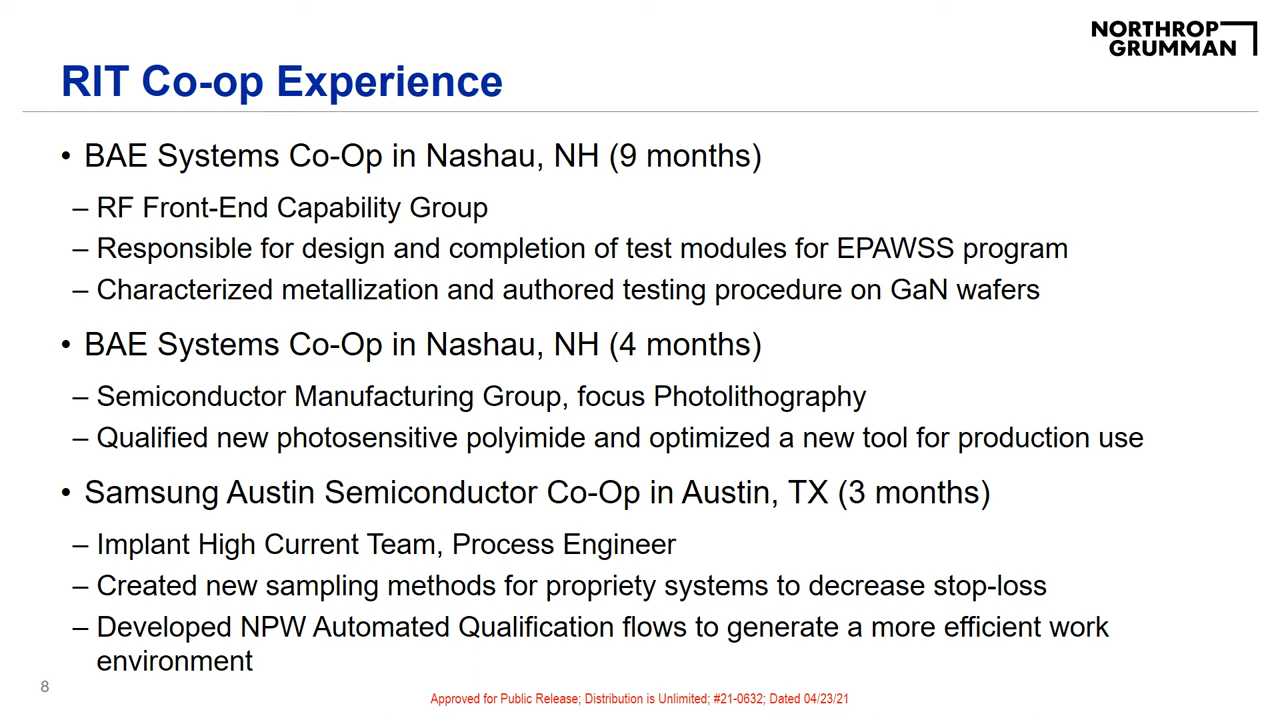 NORTHROP
GRUMMAN
RIT Co-op Experience
• BAE Systems Co-Op in Nashau, NH (9 months)
– RF Front-End Capability Group
– Responsible for design and completion of test modules for EPAWSS program
– Characterized metallization and authored testing procedure on GaN wafers
• BAE Systems Co-Op in Nashau, NH (4 months)
– Semiconductor Manufacturing Group, focus Photolithography
– Qualified new photosensitive polyimide and optimized a new tool for production use
• Samsung Austin Semiconductor Co-Op in Austin, TX (3 months)
– Implant High Current Team, Process Engineer
– Created new sampling methods for propriety systems to decrease stop-loss
– Developed NPW Automated Qualification flows to generate a more efficient work
environment
8
Approved for Public Release; Distribution is Unlimited; #21-0632; Dated 04/23/21